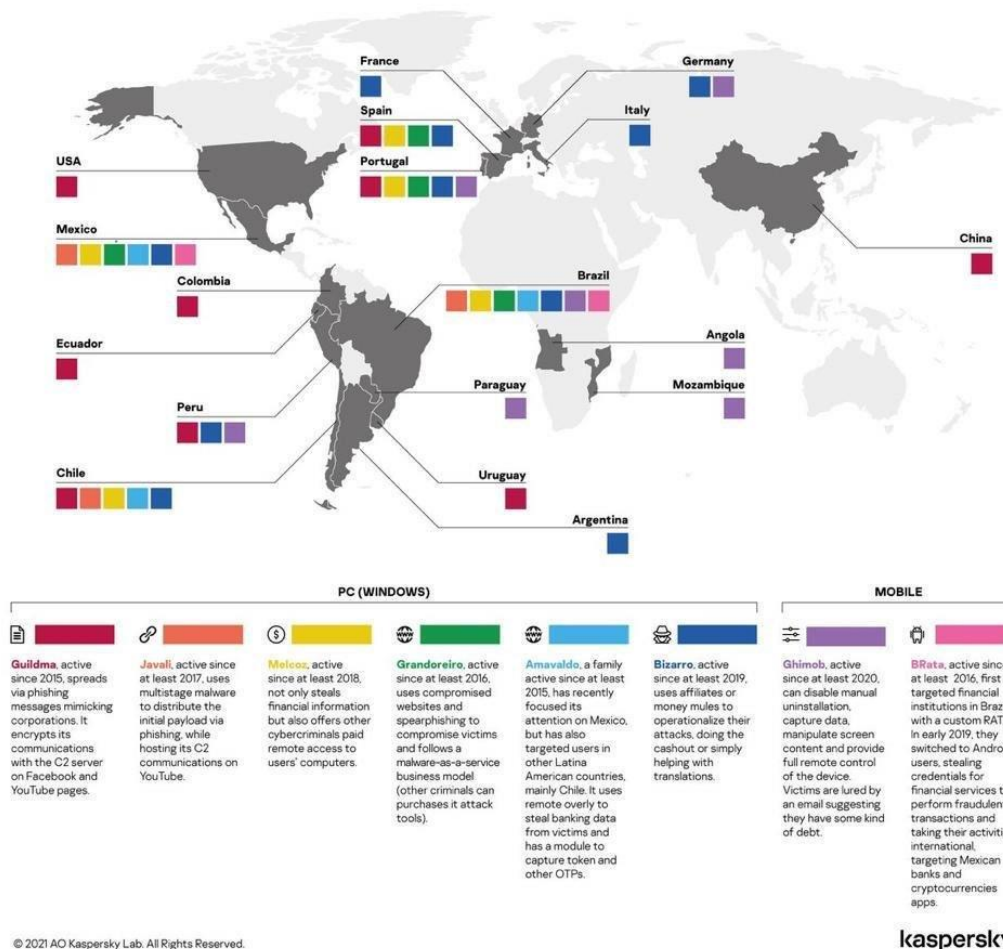 France
Germany
Spain
Italy
USA
Portugal
Mexico
China
Colombia
Brazil
Ecuador
Angola
Paraguay
Mozambique
Peru
Chile
Uruguay
Argentina
PC (WINDOWS)
MOBILE
Guildma, active
since 2015, spreads
via phishing
messages mimicking
corporations. It
encrypts its
communications
with the C2 server
on Facebook and
YouTube pages.
Javali, active since
at least 2017, uses
multistage malware
to distribute the
initial payload via
phishing, while
hosting its C2
communications on
YouTube.
$
Melcoz, active
since at least 2018,
not only steals
financial information
but also offers other
cybercriminals paid
remote access to
users' computers.
www
Grandoreiro, active
since at least 2016,
uses compromised
websites and
spearphishing to
compromise victims
and follows a
malware-as-a-service
business model
(other criminals can
purchases it attack
tools).
www
Amavaldo, a family
active since at least
2015, has recently
focused its
attention on Mexico,
but has also
targeted users in
other Latina
American countries,
mainly Chile. It uses
remote overly to
steal banking data
from victims and
has a module to
capture token and
other OTPs.
Bizarro, active
since at least 2019,
uses affiliates or
money mules to
operationalize their
attacks, doing the
cashout or simply
helping with
translations.
Ghimob, active
since at least 2020,
can disable manual
uninstallation,
capture data,
manipulate screen
content and provide
full remote control
of the device.
Victims are lured by
an email suggesting
they have some kind
of debt.
BRata, active sinc
at least 2016, first
targeted financial
institutions in Braz
with a custom RAT
In early 2019, they
switched to Andro
users, stealing
credentials for
financial services t
perform fraudulen
transactions and
taking their activiti
international,
targeting Mexican
banks and
cryptocurrencies
apps.
© 2021 AO Kaspersky Lab. All Rights Reserved.
kaspersky